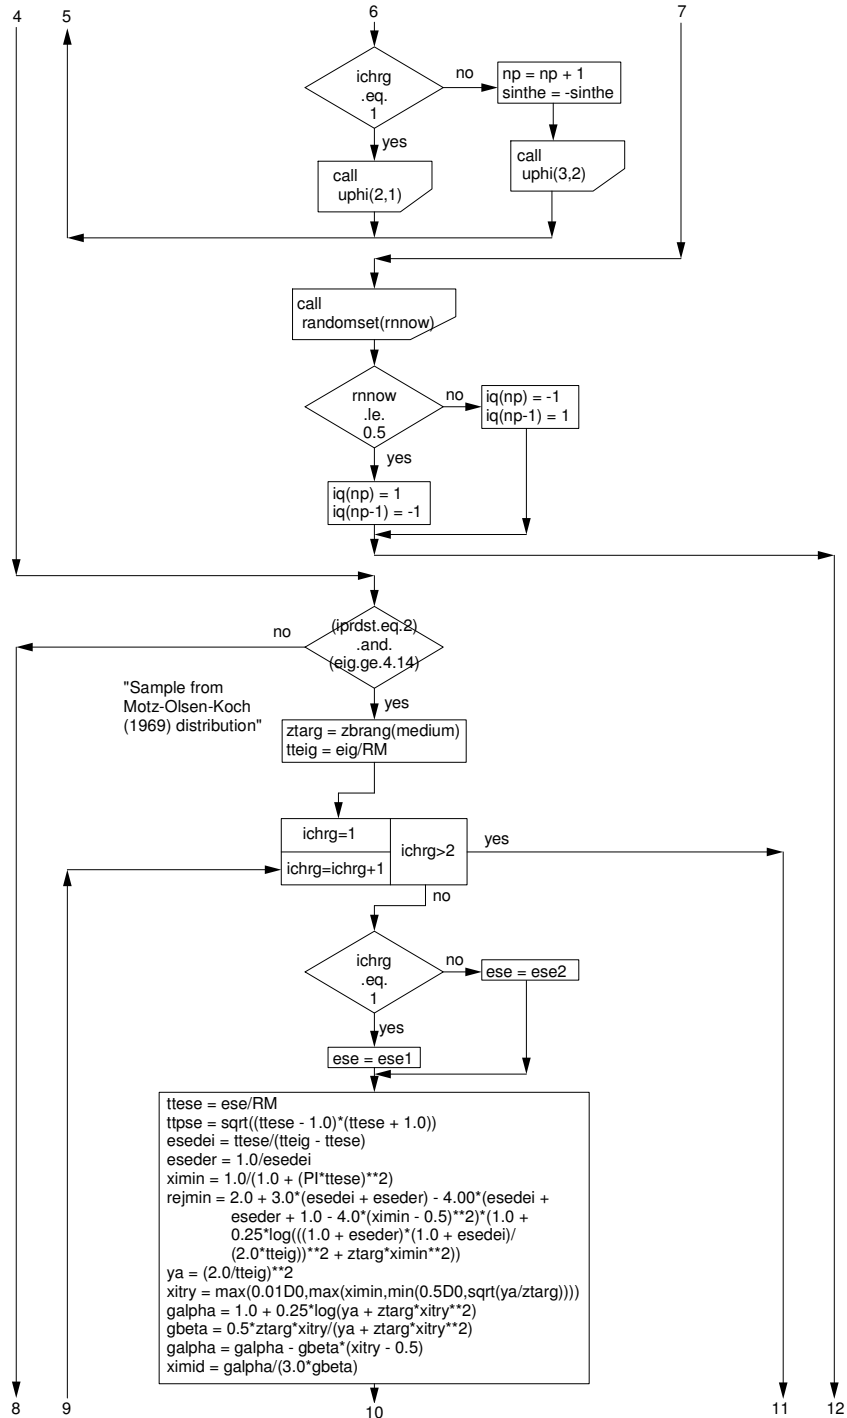 4
5
6
7
ichrg
.eq.
1
no
np = np + 1
sinthe = -sinthe
yes
call
uphi(2,1)
call
uphi(3,2)
call
randomset(rnnow)
rnnow
.le.
0.5
no
iq(np) = -1
iq(np-1) = 1
yes
iq(np) = 1
iq(np-1) = -1
(iprdst.eq.2)
.and.
(eig.ge.4.14)
no
yes
"Sample from
Motz-Olsen-Koch
(1969) distribution"
ztarg = zbrang(medium)
tteig = eig/RM
ichrg=1
ichrg=ichrg+1
ichrg>2
yes
no
ichrg
.eq.
1
no
ese = ese2
yes
ese = ese1
ttese = ese/RM
ttpse = sqrt((ttese - 1.0)*(ttese + 1.0))
esedei = ttese/(tteig - ttese)
eseder = 1.0/esedei
ximin = 1.0/(1.0 + (PI*ttese)**2)
rejmin = 2.0 + 3.0*(esedei + eseder) - 4.00*(esedei +
eseder + 1.0 - 4.0*(ximin - 0.5)**2)*(1.0 +
0.25*log(((1.0 + eseder)*(1.0 + esedei)/
(2.0*tteig))**2 + ztarg*ximin**2))
ya = (2.0/tteig)**2
xitry = max(0.01D0,max(ximin,min(0.5D0,sqrt(ya/ztarg))))
galpha = 1.0 + 0.25*log(ya + ztarg*xitry**2)
gbeta = 0.5*ztarg*xitry/(ya + ztarg*xitry**2)
galpha = galpha - gbeta*(xitry - 0.5)
ximid = galpha/(3.0*gbeta)
8
9
10
11
12